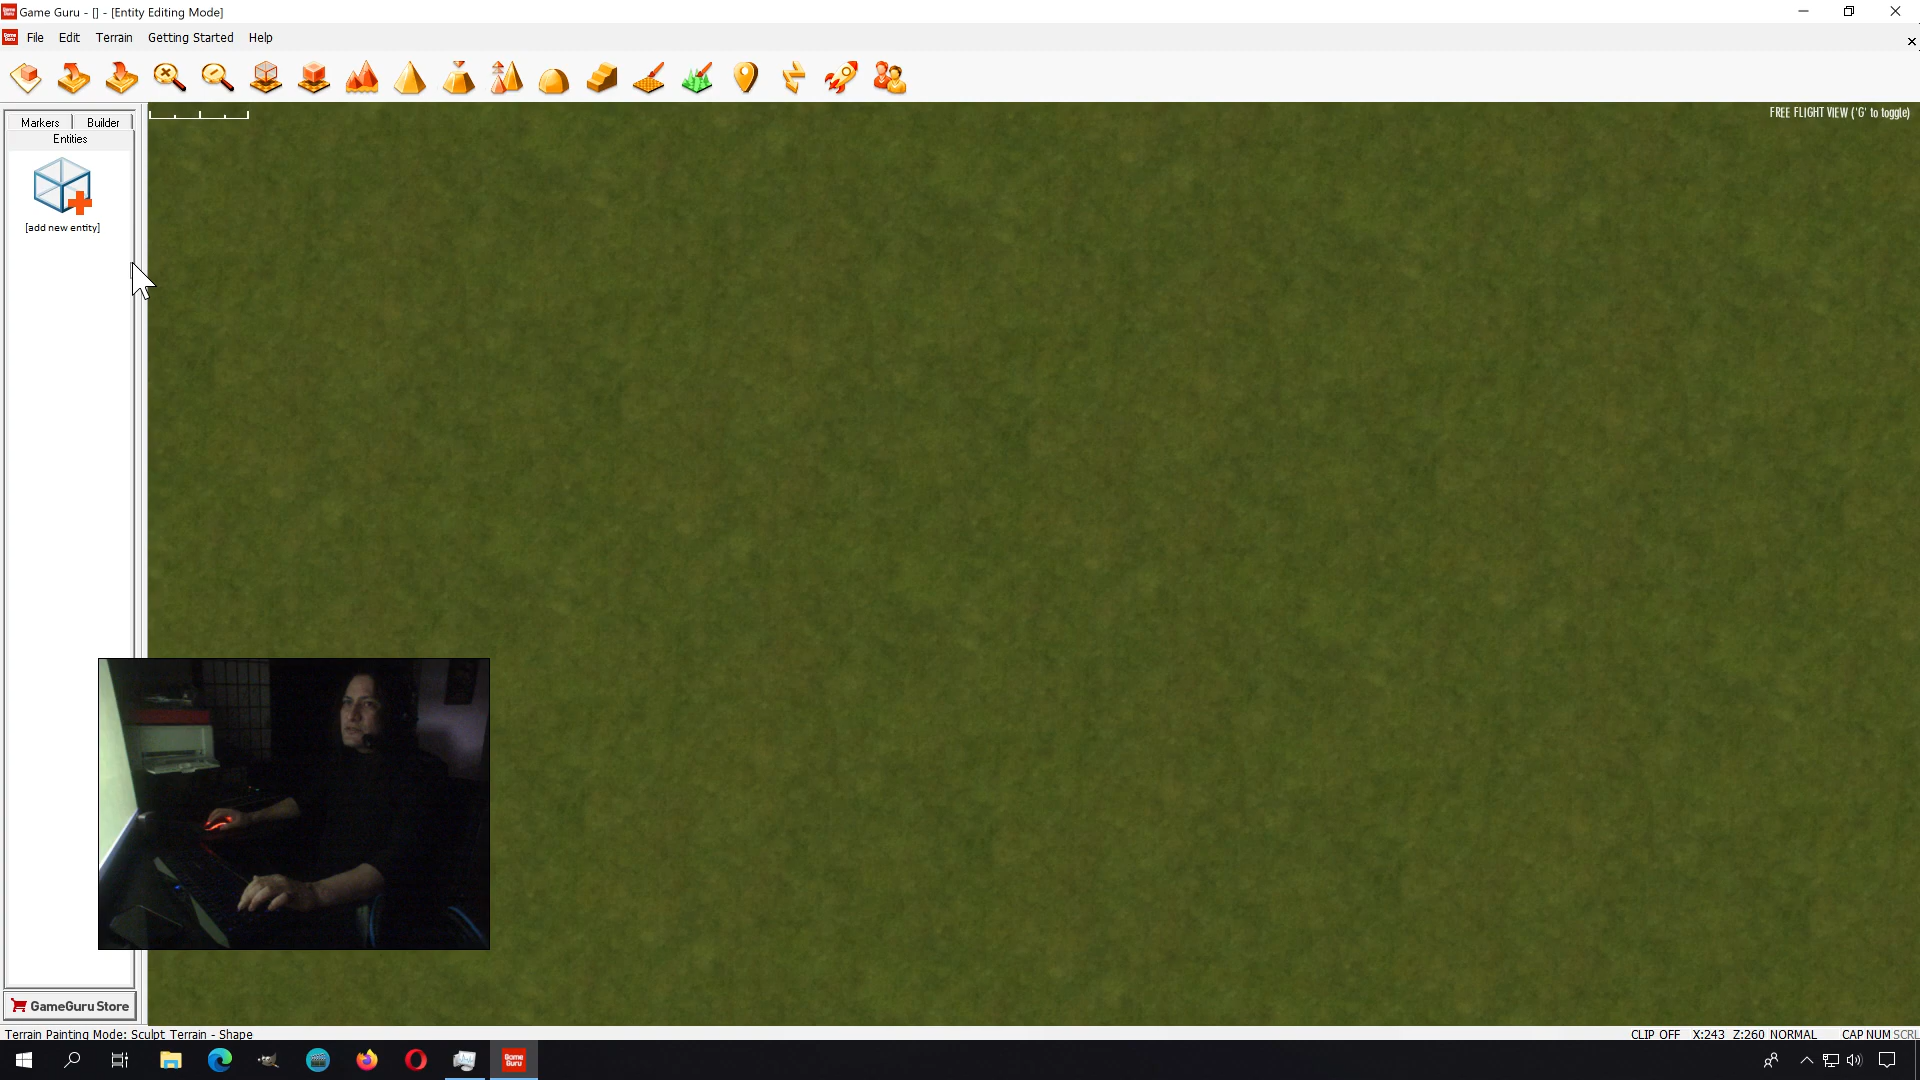 Game Guru - [] - [Entity Editing Mode]
File Edit Terrain Getting Started Help
FREE FLIGHT VIEW ('G' to toggle)
Markers Builder
Entities
[add new entity]
GameGuru Store
Terrain Painting Mode: Sculpt Terrain - Shape
CLIP OFF X:243 Z:260 NORMAL CAP NUM SCRL